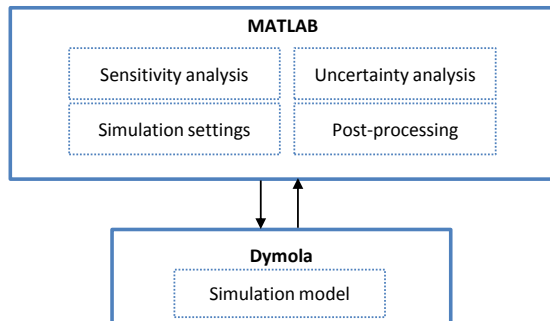 MATLAB
Sensitivity analysis
Uncertainty analysis
Simulation settings
Post-processing
Dymola
Simulation model